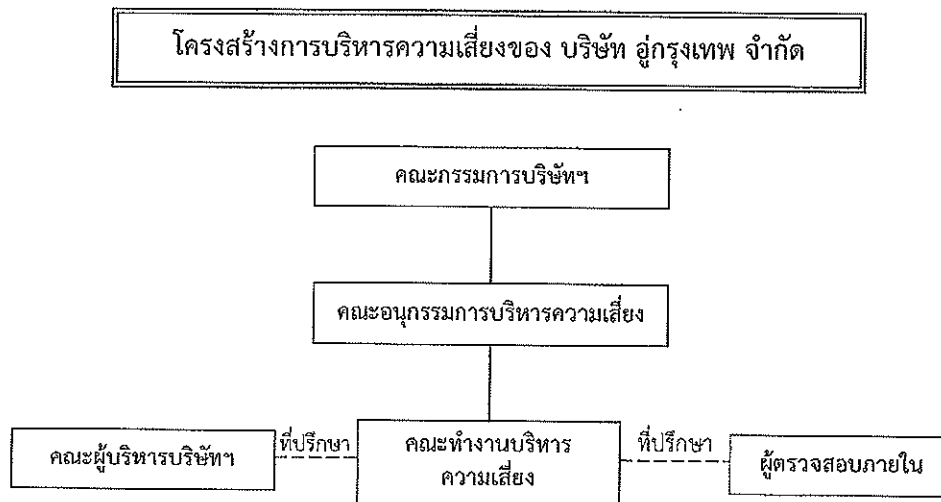 โครงสร้างการบริหารความเสี่ยงของ บริษัท อู่กรุงเทพ จำกัด
คณะกรรมการบริษัทฯ
คณะอนุกรรมการบริหารความเสี่ยง
คณะผู้บริหารบริษัทฯ
ที่ปรึกษา
คณะทำงานบริหาร
ความเสี่ยง
ที่ปรึกษา
ผู้ตรวจสอบภายใน